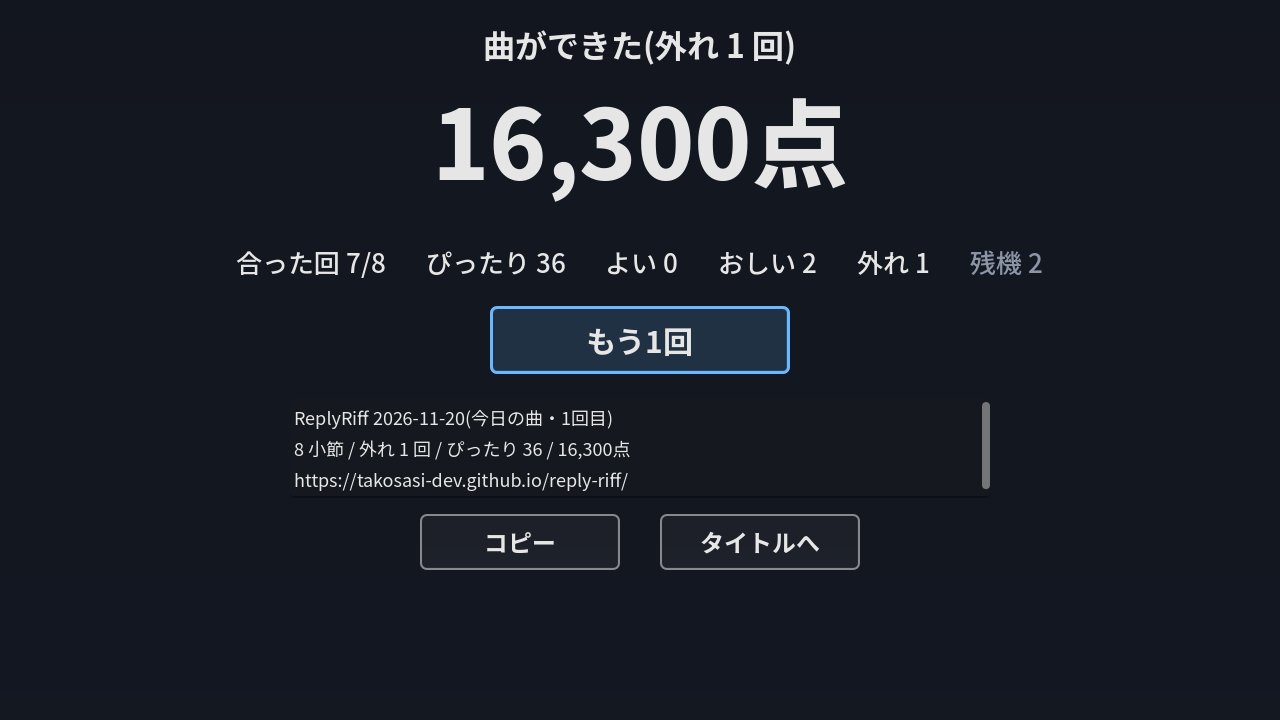 曲ができた(外れ 1 回)
16,300点
合った回 7/8 ぴったり 36 よい 0 おしい 2 外れ 1 残機 2
もう1回
ReplyRiff 2026-11-20(今日の曲・1回目)
8 小節 / 外れ 1 回 / ぴったり 36 / 16,300点
https://takosasi-dev.github.io/reply-riff/
コピー タイトルへ